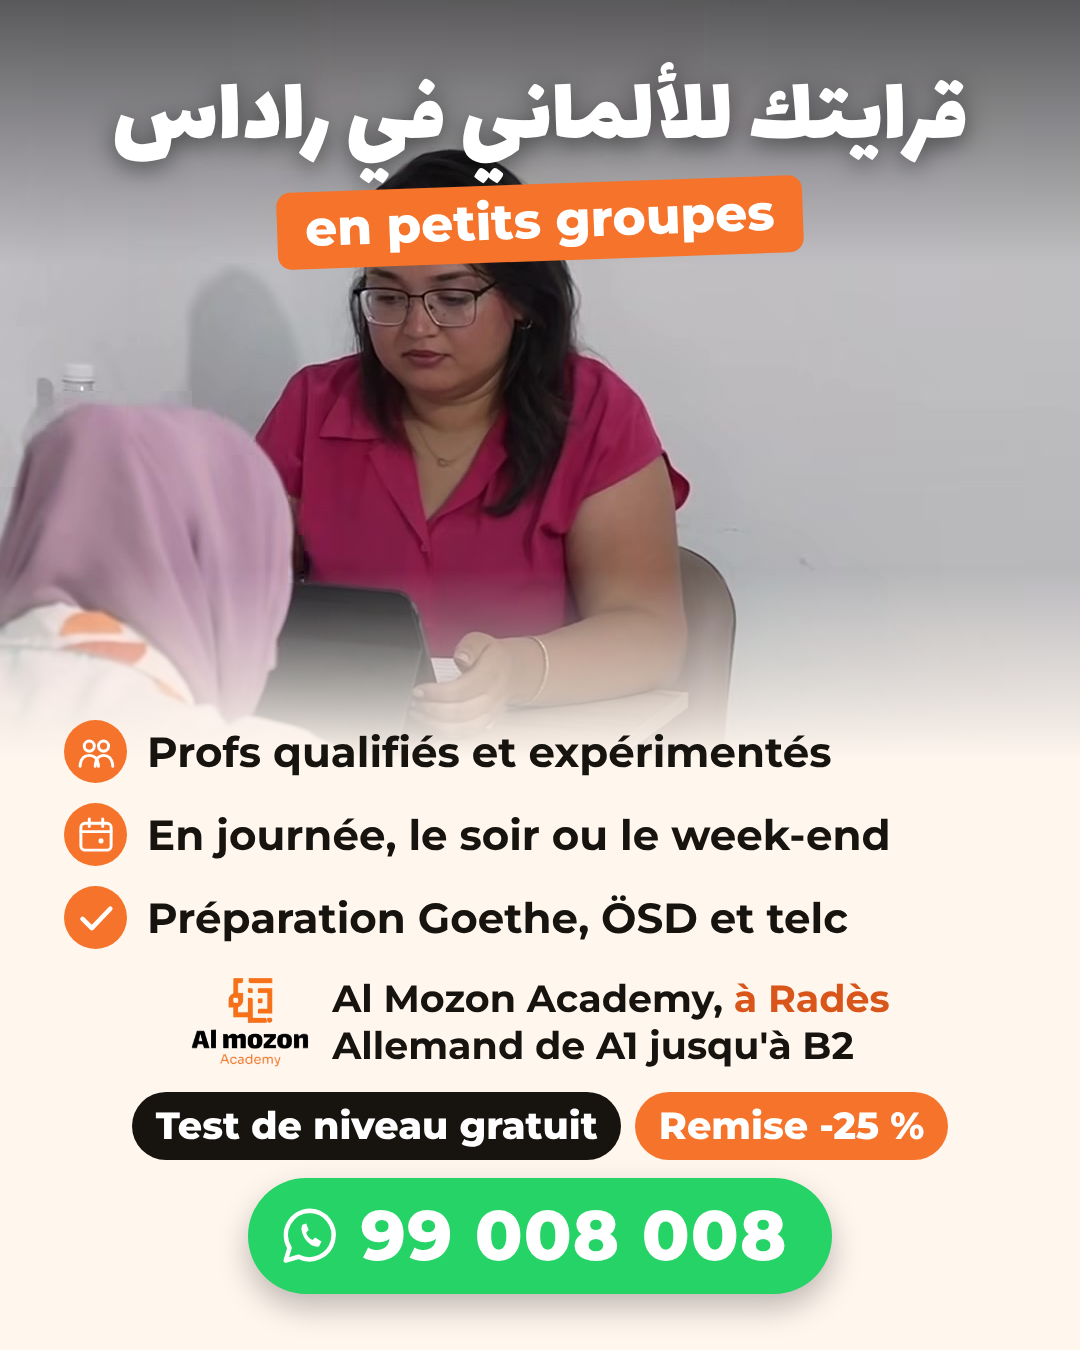 قرايتك للألماني في راداس
en petits groupes
Profs qualifiés et expérimentés
En journée, le soir ou le week-end
Préparation Goethe, ÖSD et telc
Al mozon
Academy
Al Mozon Academy, à Radès
Allemand de A1 jusqu'à B2
Test de niveau gratuit
Remise -25 %
99 008 008